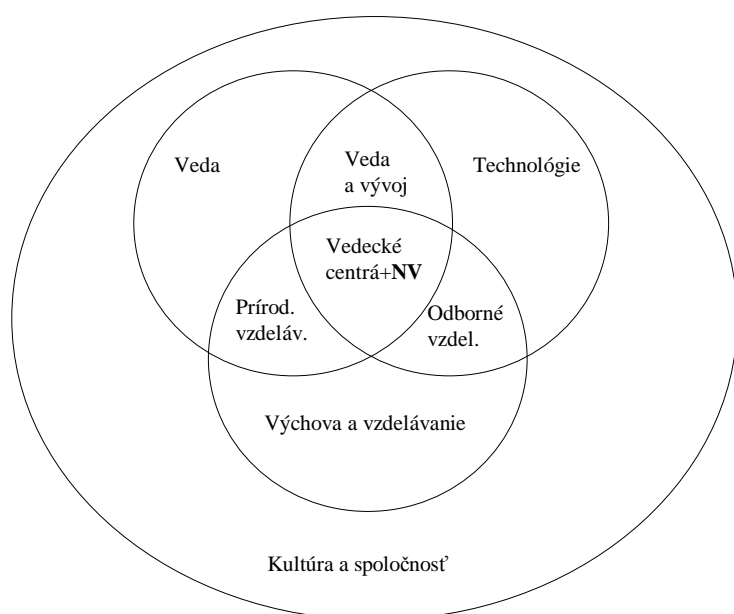 Veda
Veda
a vývoj
Technológie
Vedecké
centrá+NV
Prírod.
vzdeláv.
Odborné
vzdel.
Výchova a vzdelávanie
Kultúra a spoločnosť